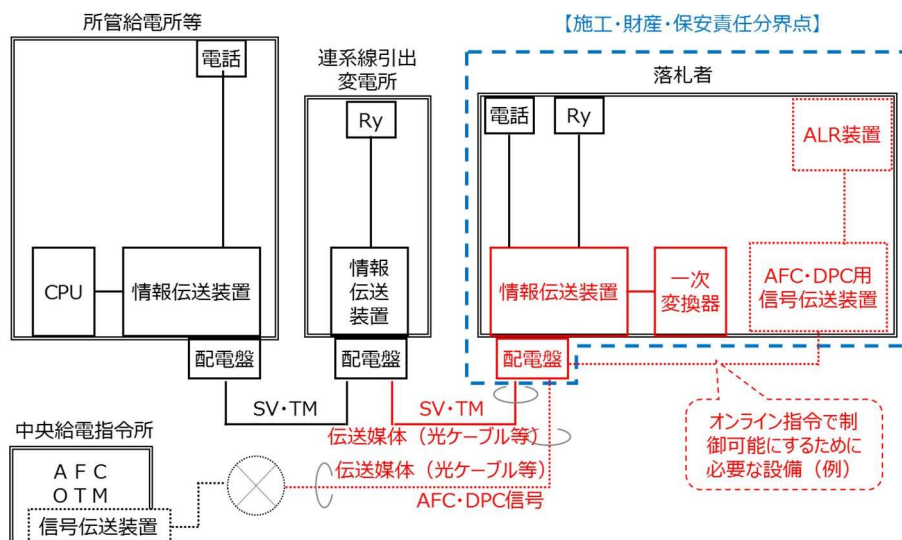 【施工・財産・保安責任分界点】
所管給電所等
電話
連系線引出
変電所
落札者
Ry
電話
Ry
ALR装置
CPU
情報伝送装置
情報
伝送
装置
情報伝送装置
一次
変換器
AFC・DPC用
信号伝送装置
配電盤
配電盤
配電盤
SV・TM
SV・TM
伝送媒体（光ケーブル等）
オンライン指令で制
御可能にするために
必要な設備（例）
中央給電指令所
ＡＦＣ
ＯＴＭ
信号伝送装置
伝送媒体（光ケーブル等）
AFC・DPC信号